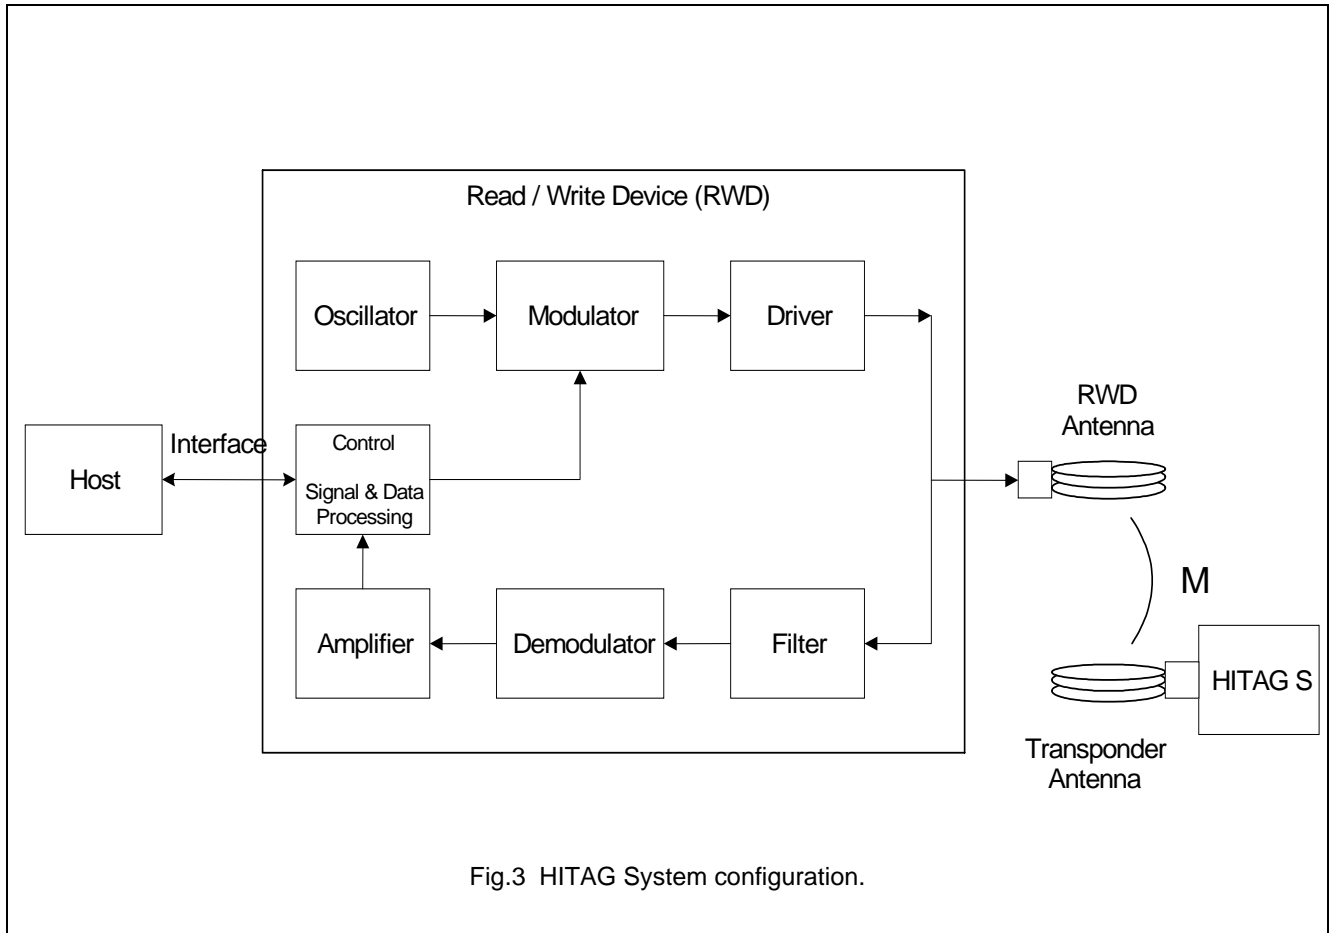 Read / Write Device (RWD)
Oscillator
Modulator
Driver
RWD
Antenna
Host
Interface
Control
Signal & Data
Processing
M
Amplifier
Demodulator
Filter
HITAG S
Transponder
Antenna
Fig.3 HITAG System configuration.